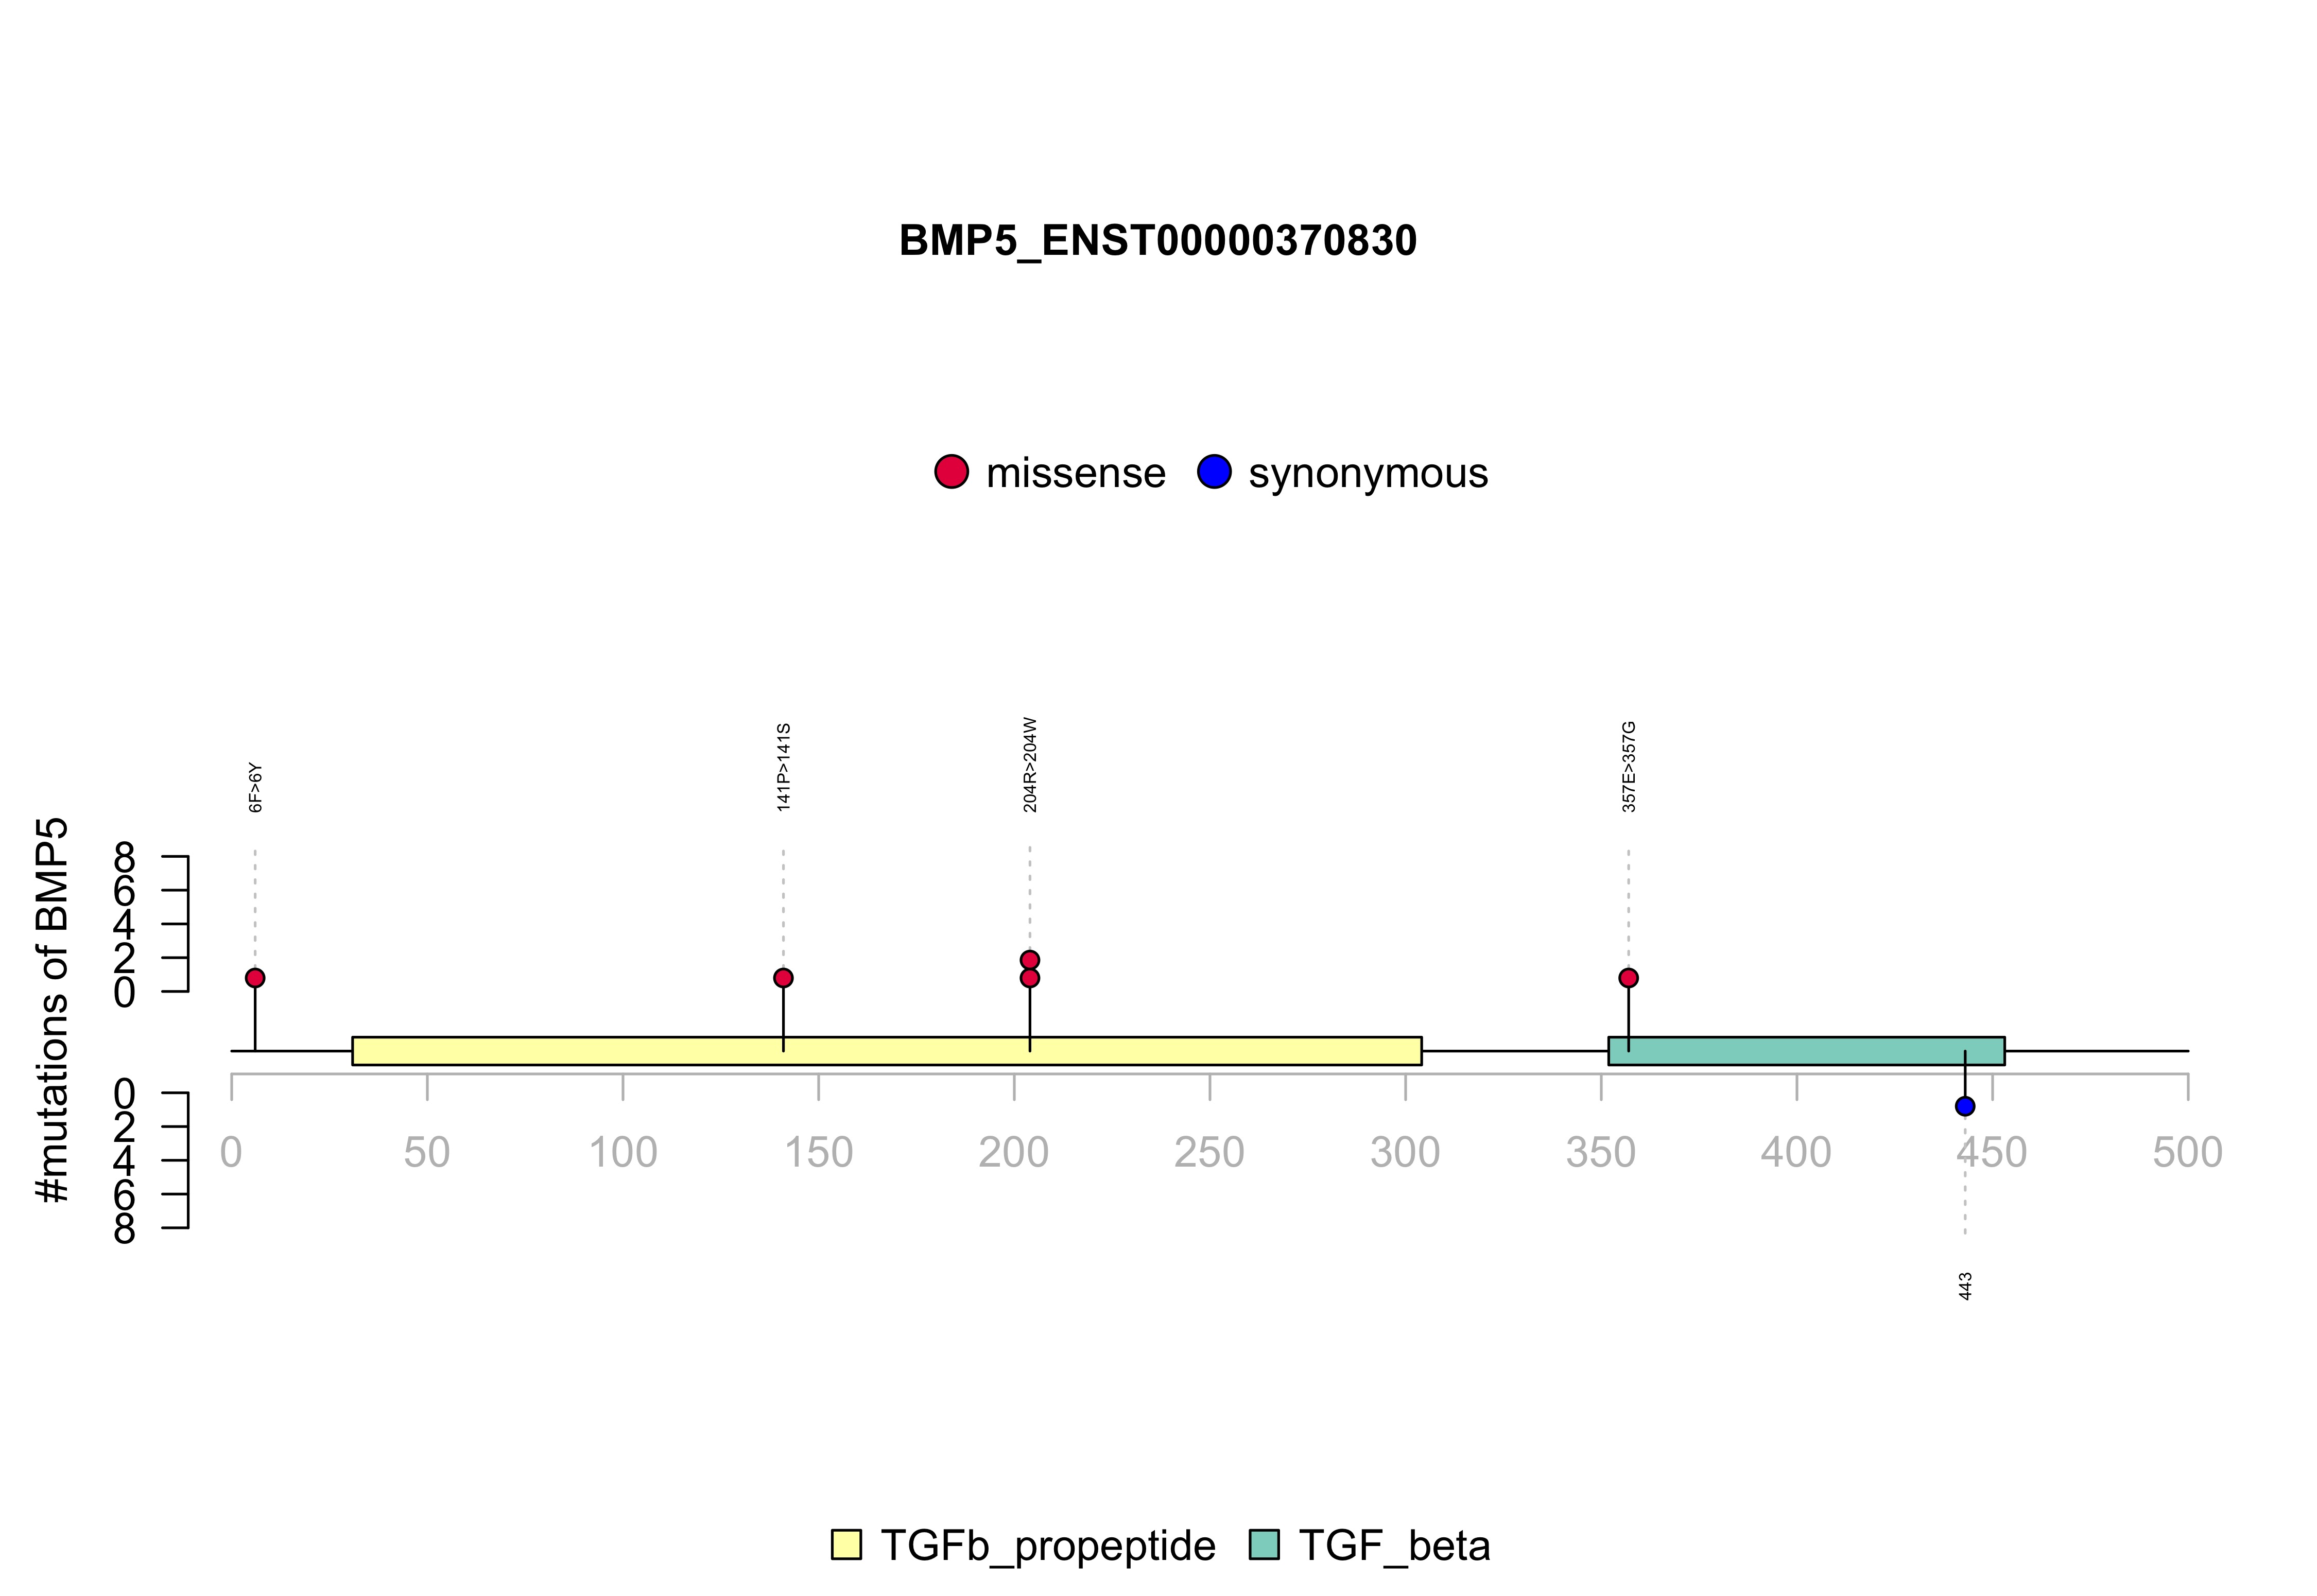 BMP5_ENST00000370830
missense synonymous
6F>6Y
141P>141S
204R>204W
357E>357G
#mutations of BMP5
8
6
4
2
0
0
2
4
6
8
0 50 100 150 200 250 300 350 400 450 500
443
TGFb_propeptide TGF_beta